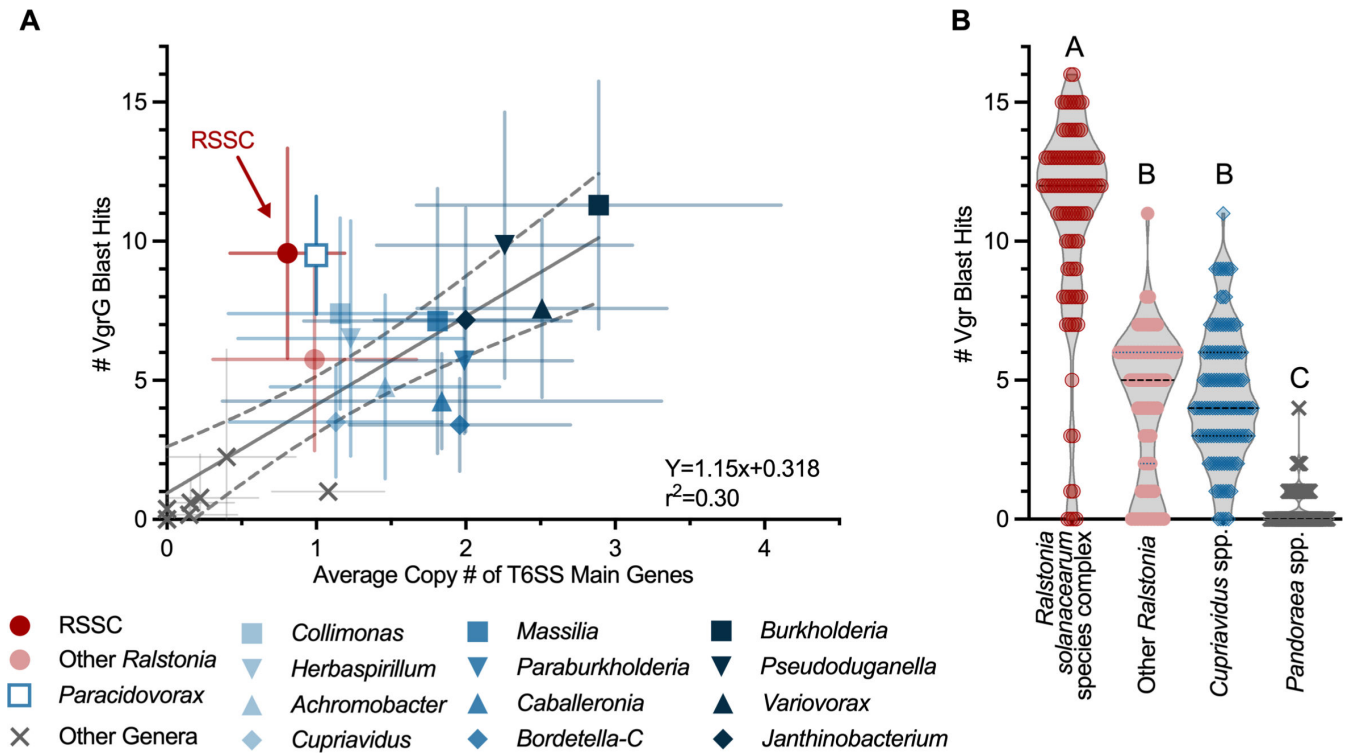 A
# VgrG Blast Hits
15
10
5
0
RSSC
Y=1.15x+0.318
r²=0.30
0 1 2 3 4
Average Copy # of T6SS Main Genes
B
# Vgr Blast Hits
15
10
5
0
A
B
B
C
Ralstonia
solanacearum
species complex
Other Ralstonia
Cupriavidus spp.
Pandoraea spp.
RSSC
Other Ralstonia
Paracidovorax
Other Genera
Collimonas
Herbaspirillum
Achromobacter
Cupriavidus
Massilia
Paraburkholderia
Caballeronia
Bordetella-C
Burkholderia
Pseudoduganella
Variovorax
Janthinobacterium